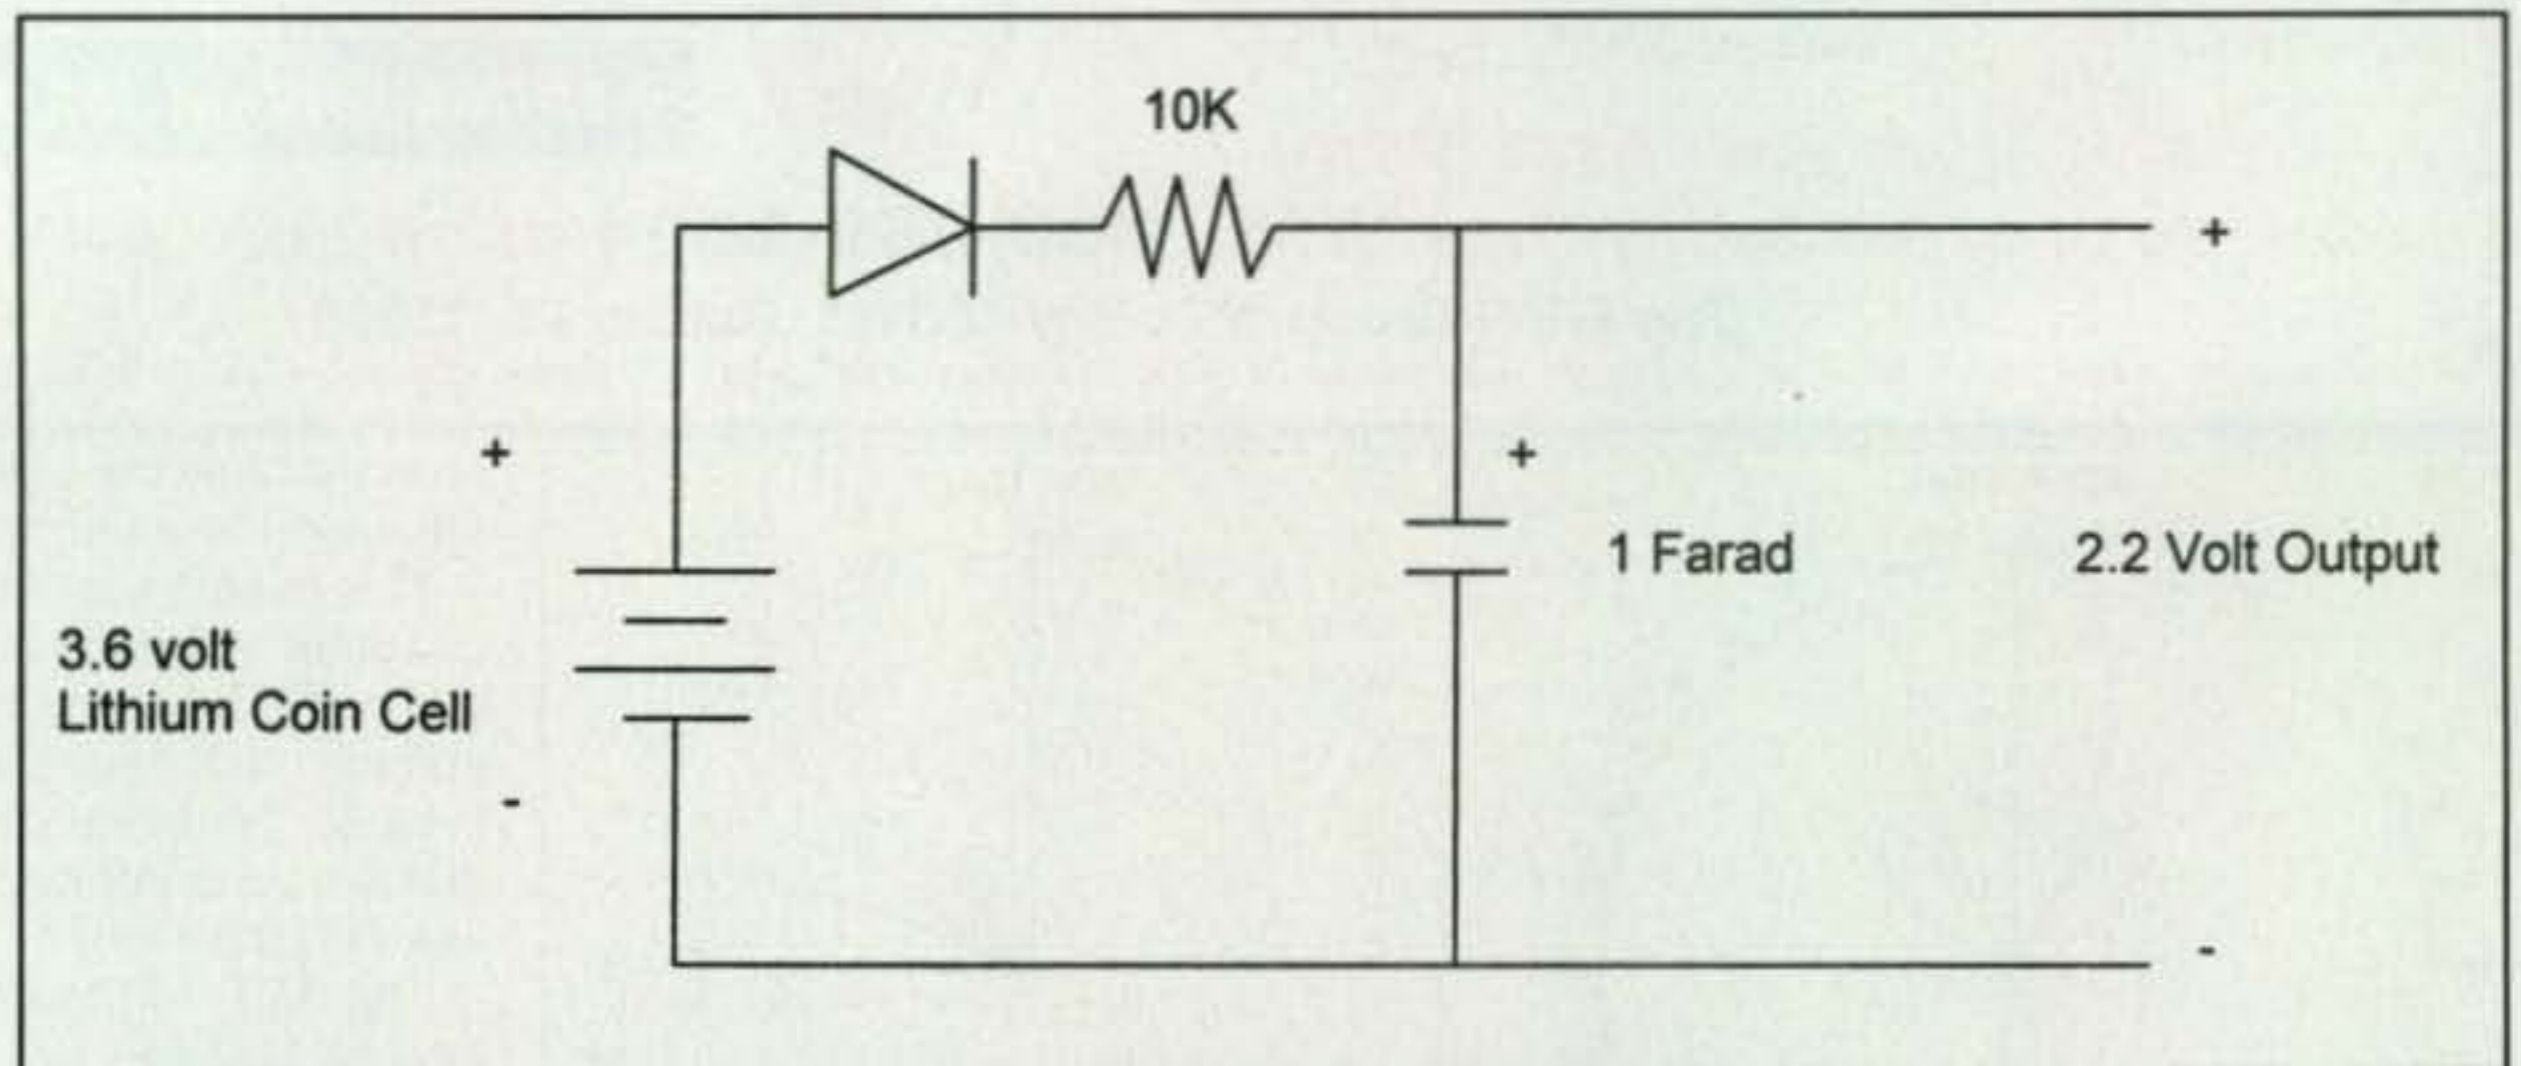 10K
+
+
+
1 Farad
2.2 Volt Output
3.6 volt
Lithium Coin Cell
-
-